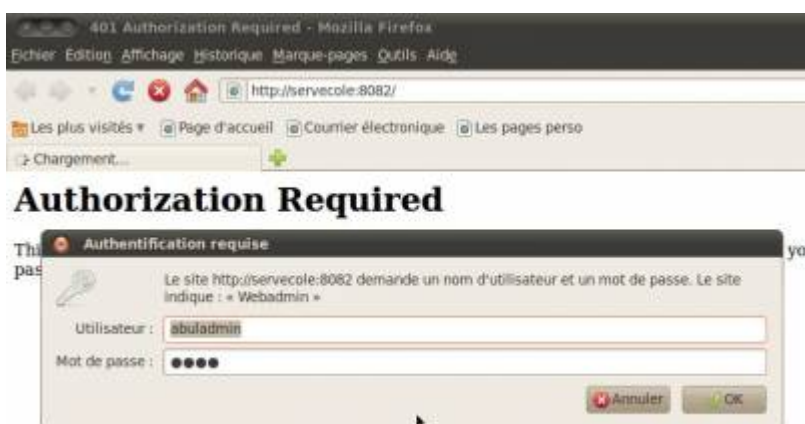 401 Authorization Required - Mozilla Firefox
Fichier Edition Affichage Historique Marque-pages Outils Aide
http://servecole:8082/
Les plus visités Page d'accueil Courrier électronique Les pages perso
Chargement...
Authorization Required
Thi
yo
pas
Authentification requise
Le site http://servecole:8082 demande un nom d'utilisateur et un mot de passe. Le site
indique : « Webadmin »
Utilisateur : abuladmin
Mot de passe : ●●●●
Annuler OK